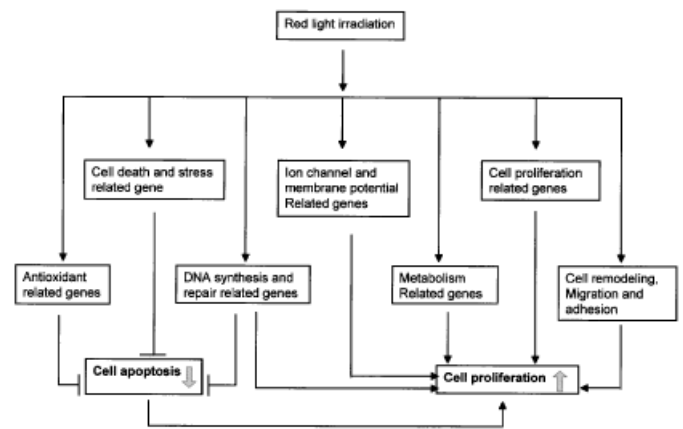 Red light irradiation
Cell death and stress
related gene
Ion channel and
membrane potential
Related genes
Cell proliferation
related genes
Antioxidant
related genes
DNA synthesis and
repair related genes
Metabolism
Related genes
Cell remodeling,
Migration and
adhesion
Cell apoptosis
Cell proliferation